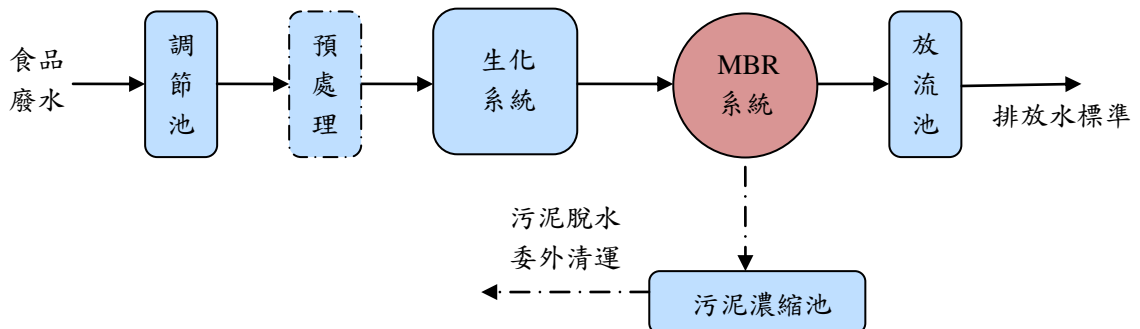 食品
廢水
調
節
池
預
處
理
生化
系統
MBR
系統
放
流
池
排放水標準
污泥脫水
委外清運
污泥濃縮池